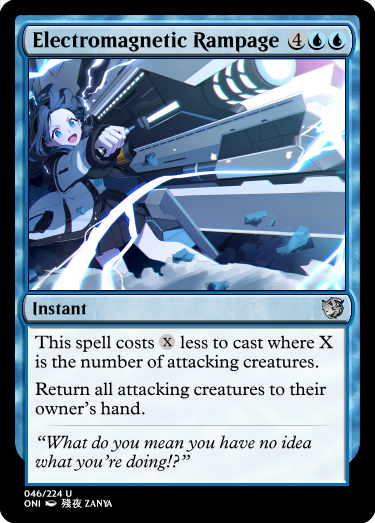 Electromagnetic Rampage 4UU
Instant
This spell costs X less to cast where X
is the number of attacking creatures.
Return all attacking creatures to their
owner's hand.
“What do you mean you have no idea
what you're doing!?”
046/224 U
ONI 残夜 ZANYA